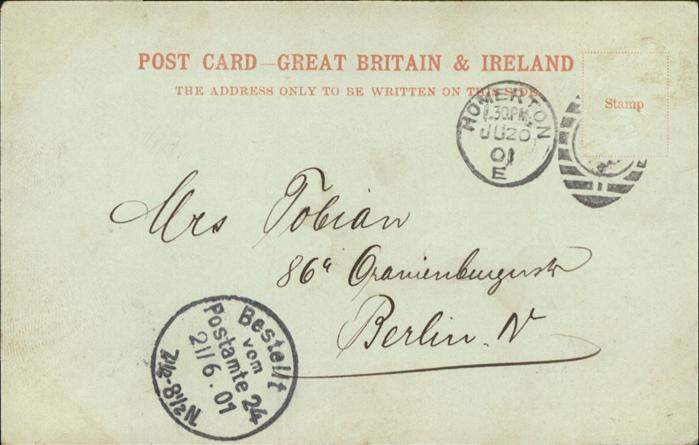 POST CARD—GREAT BRITAIN & IRELAND
THE ADDRESS ONLY TO BE WRITTEN ON THIS SIDE
Stamp
HOMERTON
.30PM
JU20
01
E
Mrs Tobian
86a Oranienburgerstr
Berlin. N
Bestellt
vom
Postamte 24
21/6.01